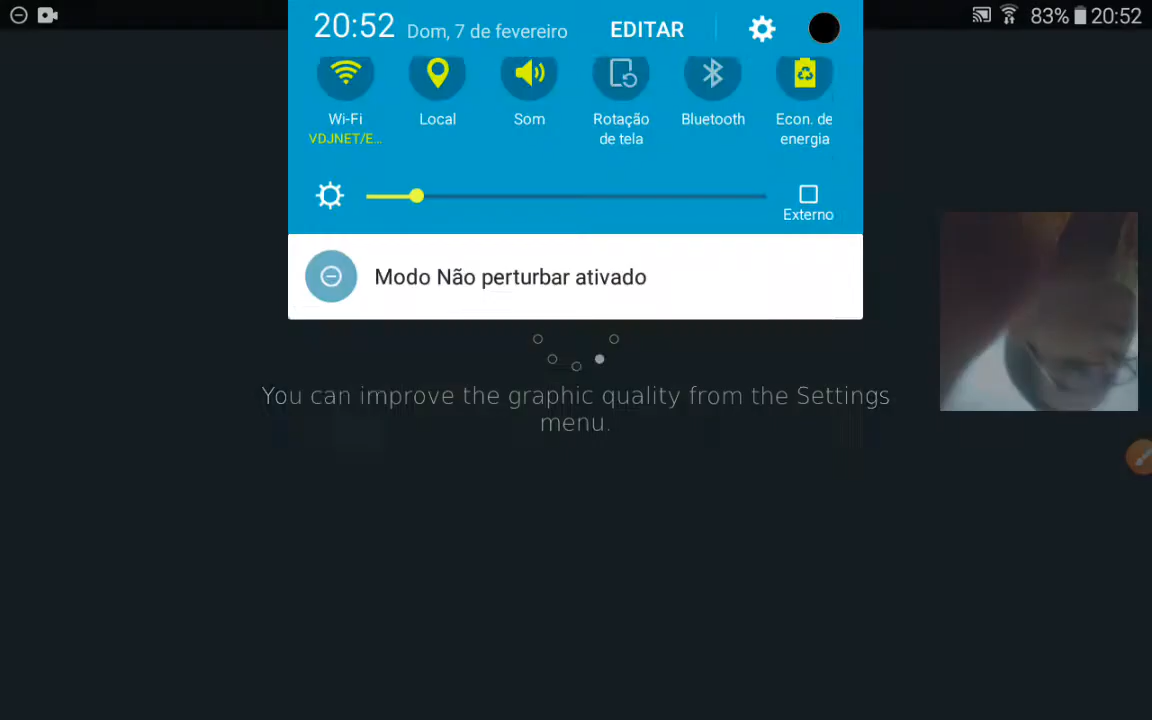 83% 20:52
20:52 Dom, 7 de fevereiro EDITAR
Wi-Fi Local Som Rotação de tela Bluetooth Econ. de energia
VDJNET/E...
Externo
Modo Não perturbar ativado
You can improve the graphic quality from the Settings
menu.